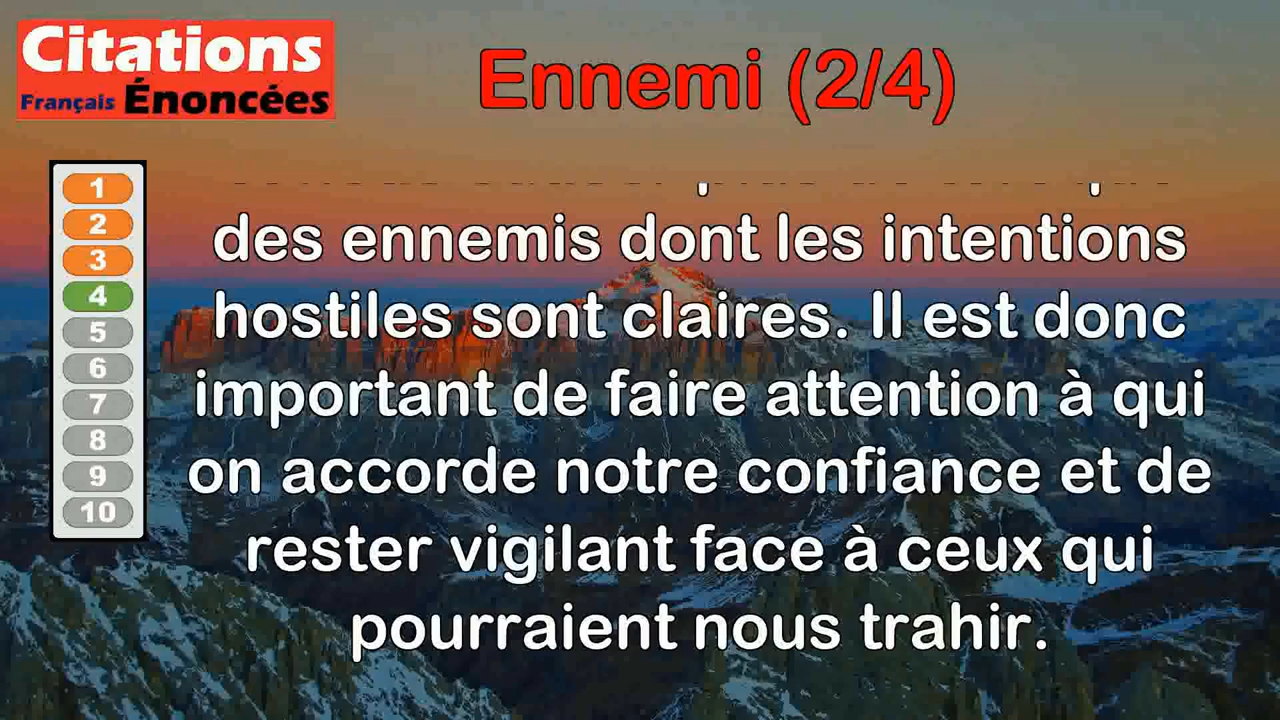 Citations
Français Énoncées
Ennemi (2/4)
1
2
3
4
5
6
7
8
9
10
des ennemis dont les intentions
hostiles sont claires. Il est donc
important de faire attention à qui
on accorde notre confiance et de
rester vigilant face à ceux qui
pourraient nous trahir.